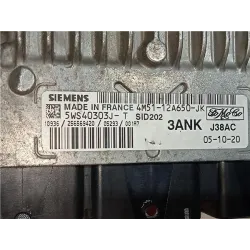 SIEMENS
MADE IN FRANCE 4M51-12A650-JK
5WS40303J-T SID202
3ANK J38AC
05-10-20